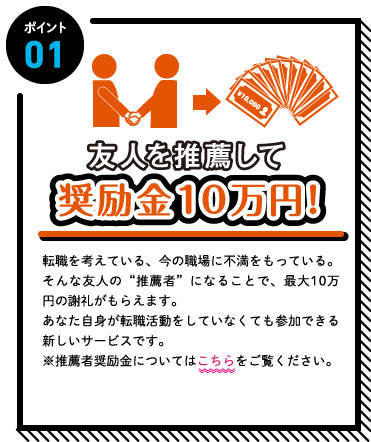 ポイント
01
¥10,000
友人を推薦して
奨励金10万円!
転職を考えている、今の職場に不満をもっている。
そんな友人の“推薦者”になることで、最大10万
円の謝礼がもらえます。
あなた自身が転職活動をしていなくても参加できる
新しいサービスです。
※推薦者奨励金についてはこちらをご覧ください。